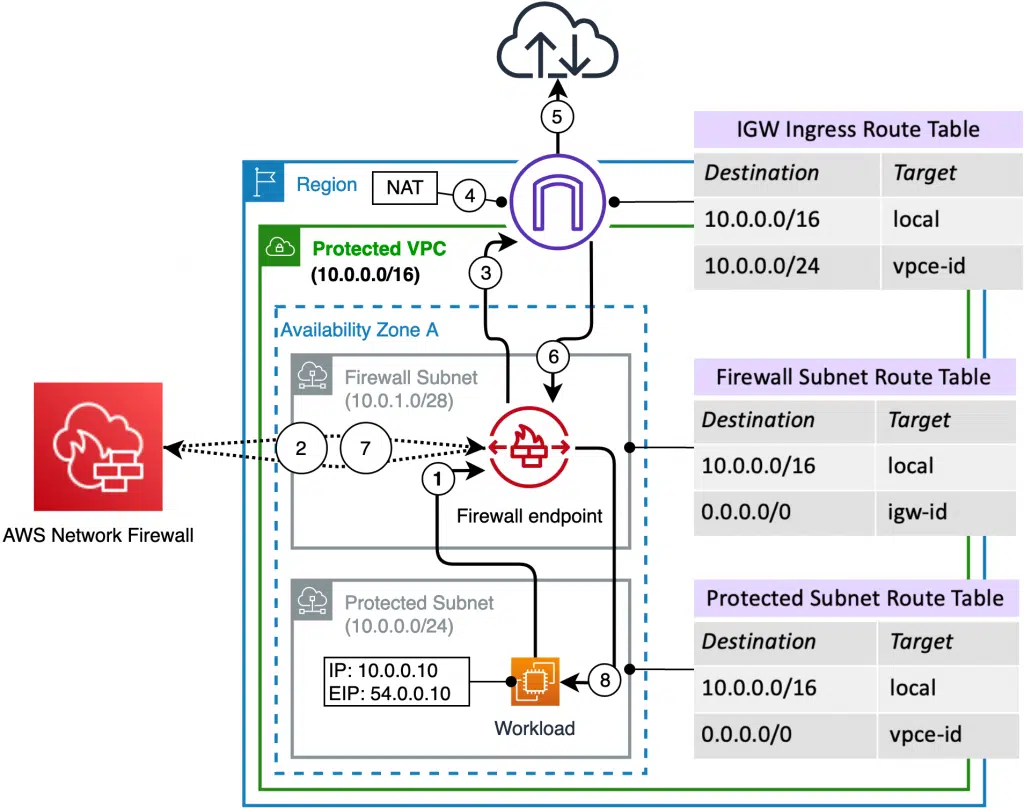 5
Region
NAT
4
Protected VPC
(10.0.0.0/16)
3
Availability Zone A
6
Firewall Subnet
(10.0.1.0/28)
2
7
1
Firewall endpoint
AWS Network Firewall
Protected Subnet
(10.0.0.0/24)
IP: 10.0.0.10
EIP: 54.0.0.10
8
Workload
IGW Ingress Route Table
Destination Target
10.0.0.0/16 local
10.0.0.0/24 vpce-id
Firewall Subnet Route Table
Destination Target
10.0.0.0/16 local
0.0.0.0/0 igw-id
Protected Subnet Route Table
Destination Target
10.0.0.0/16 local
0.0.0.0/0 vpce-id